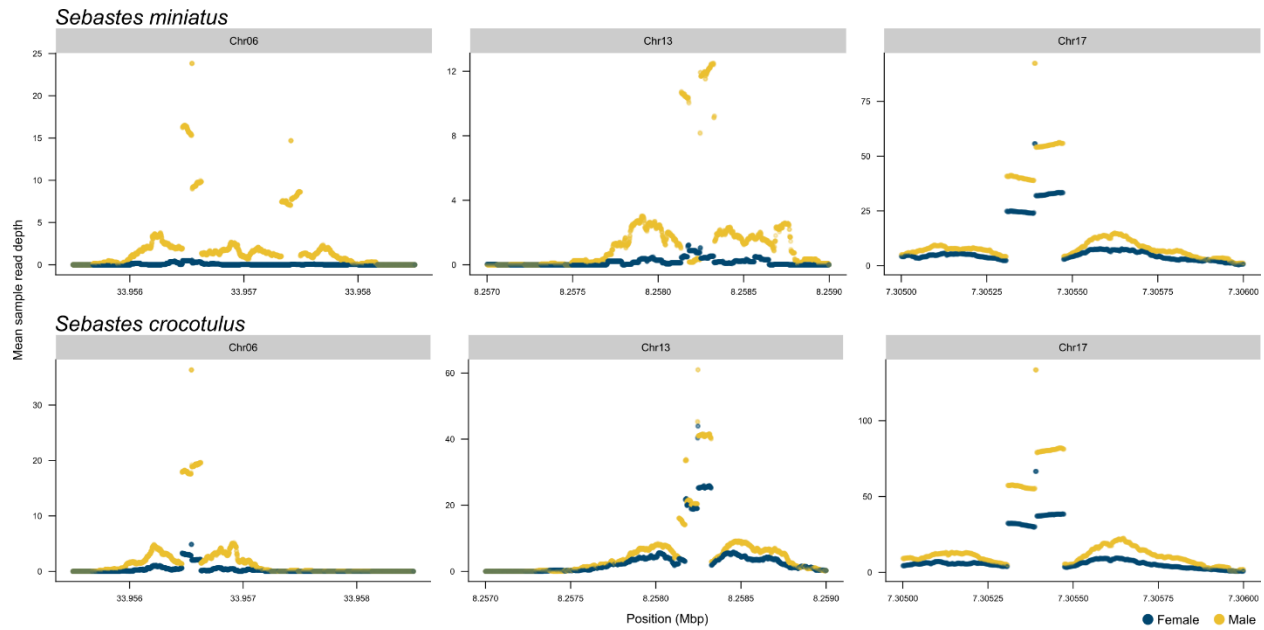 Sebastes miniatus
Chr06 Chr13 Chr17
25
20
15
10
5
0
33.956 33.957 33.958
12
8
4
0
8.2570 8.2575 8.2580 8.2585 8.2590
75
50
25
0
7.30500 7.30525 7.30550 7.30575 7.30600
Mean sample read depth
Sebastes crocotulus
Chr06 Chr13 Chr17
30
20
10
0
33.956 33.957 33.958
60
40
20
0
8.2570 8.2575 8.2580 8.2585 8.2590
100
50
0
7.30500 7.30525 7.30550 7.30575 7.30600
Position (Mbp)
Female Male